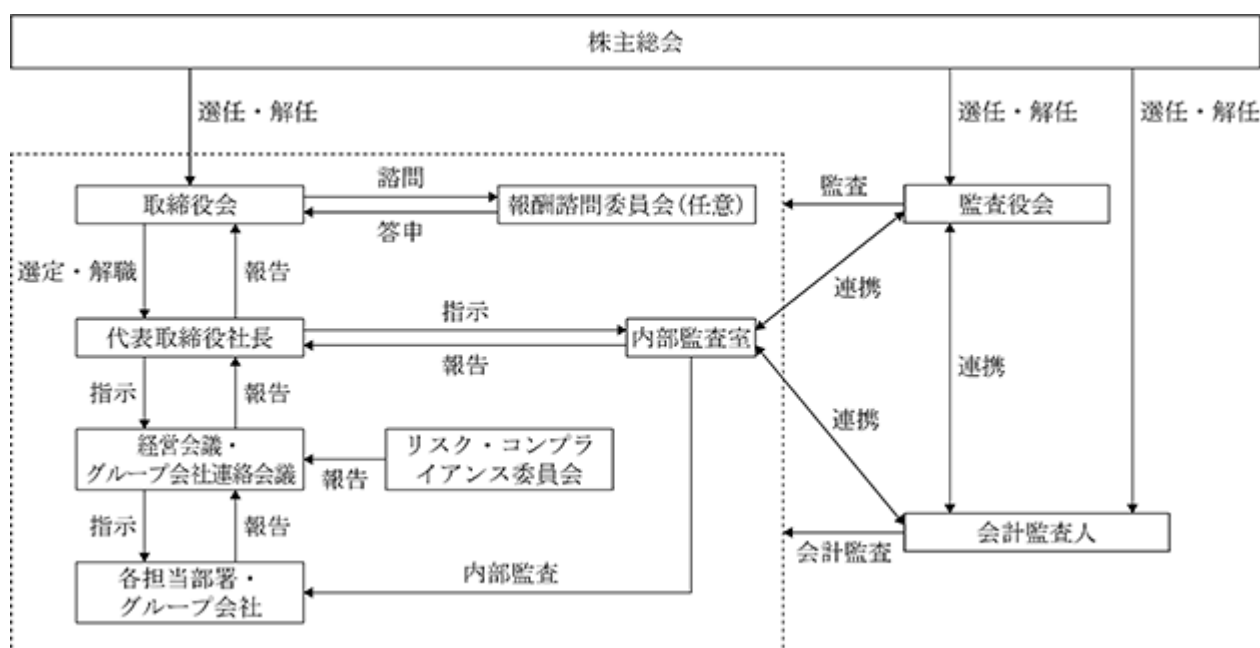 株主総会
選任・解任
選任・解任
選任・解任
諮問
監査
取締役会
報酬諮問委員会(任意)
監査役会
答申
選定・解職
報告
連携
指示
代表取締役社長
内部監査室
報告
連携
指示
報告
連携
経営会議・
グループ会社連絡会議
リスク・コンプラ
イアンス委員会
報告
指示
報告
会計監査人
会計監査
内部監査
各担当部署・
グループ会社